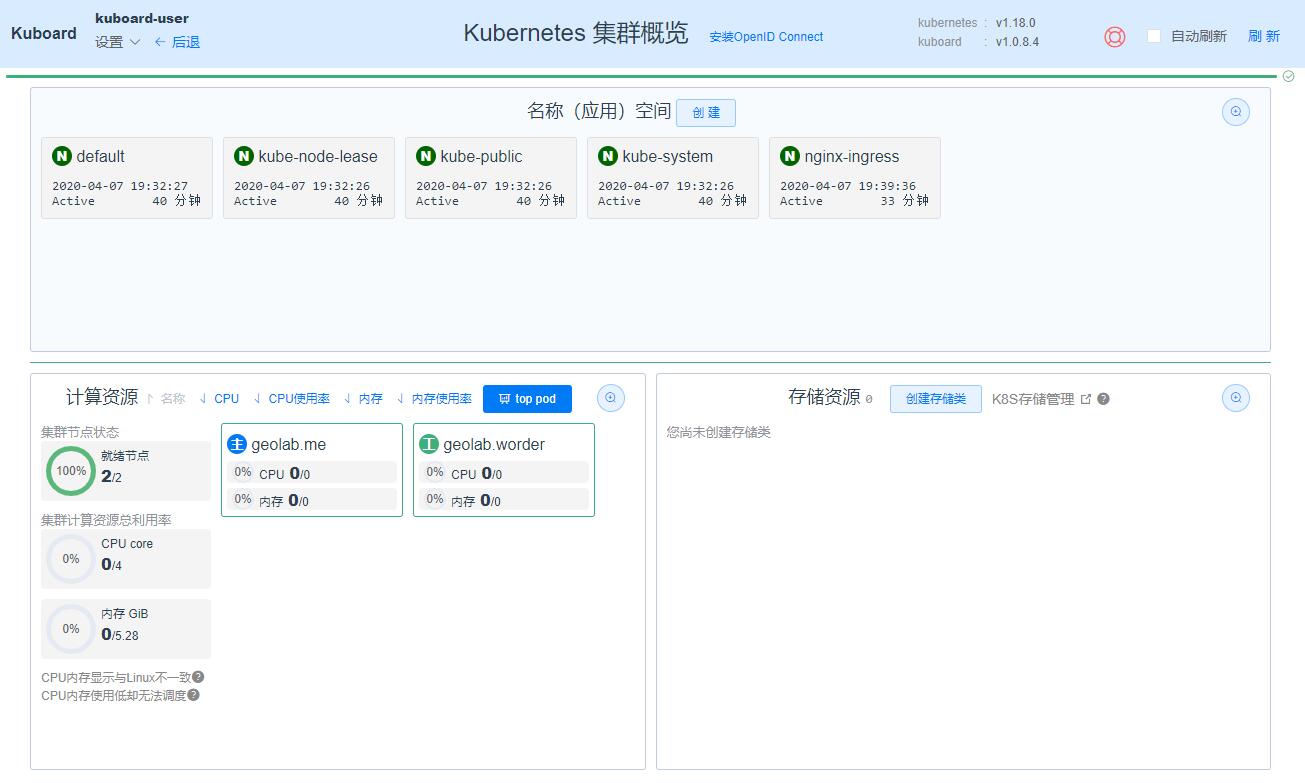 Kuboard
kuboard-user
设置 ← 后退
Kubernetes 集群概览 安装OpenID Connect
kubernetes : v1.18.0
kuboard : v1.0.8.4
自动刷新 刷 新
名称（应用）空间 创 建
N default
2020-04-07 19:32:27
Active 40 分钟
N kube-node-lease
2020-04-07 19:32:26
Active 40 分钟
N kube-public
2020-04-07 19:32:26
Active 40 分钟
N kube-system
2020-04-07 19:32:26
Active 40 分钟
N nginx-ingress
2020-04-07 19:39:36
Active 33 分钟
计算资源 名称 CPU CPU使用率 内存 内存使用率 top pod
集群节点状态
100% 就绪节点
2/2
集群计算资源总利用率
0% CPU core
0/4
0% 内存 GiB
0/5.28
CPU内存显示与Linux不一致?
CPU内存使用低却无法调度?
主 geolab.me
0% CPU 0/0
0% 内存 0/0
工 geolab.worder
0% CPU 0/0
0% 内存 0/0
存储资源 0 创建存储类 K8S存储管理 ?
您尚未创建存储类